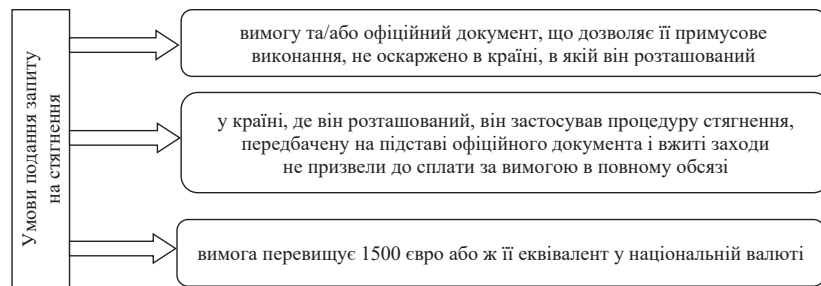 Умови подання запиту
на стягнення
вимогу та/або офіційний документ, що дозволяє її примусове
виконання, не оскаржено в країні, в якій він розташований
у країні, де він розташований, він застосував процедуру стягнення,
передбачену на підставі офіційного документа і вжиті заходи
не призвели до сплати за вимогою в повному обсязі
вимога перевищує 1500 євро або ж її еквівалент у національній валюті